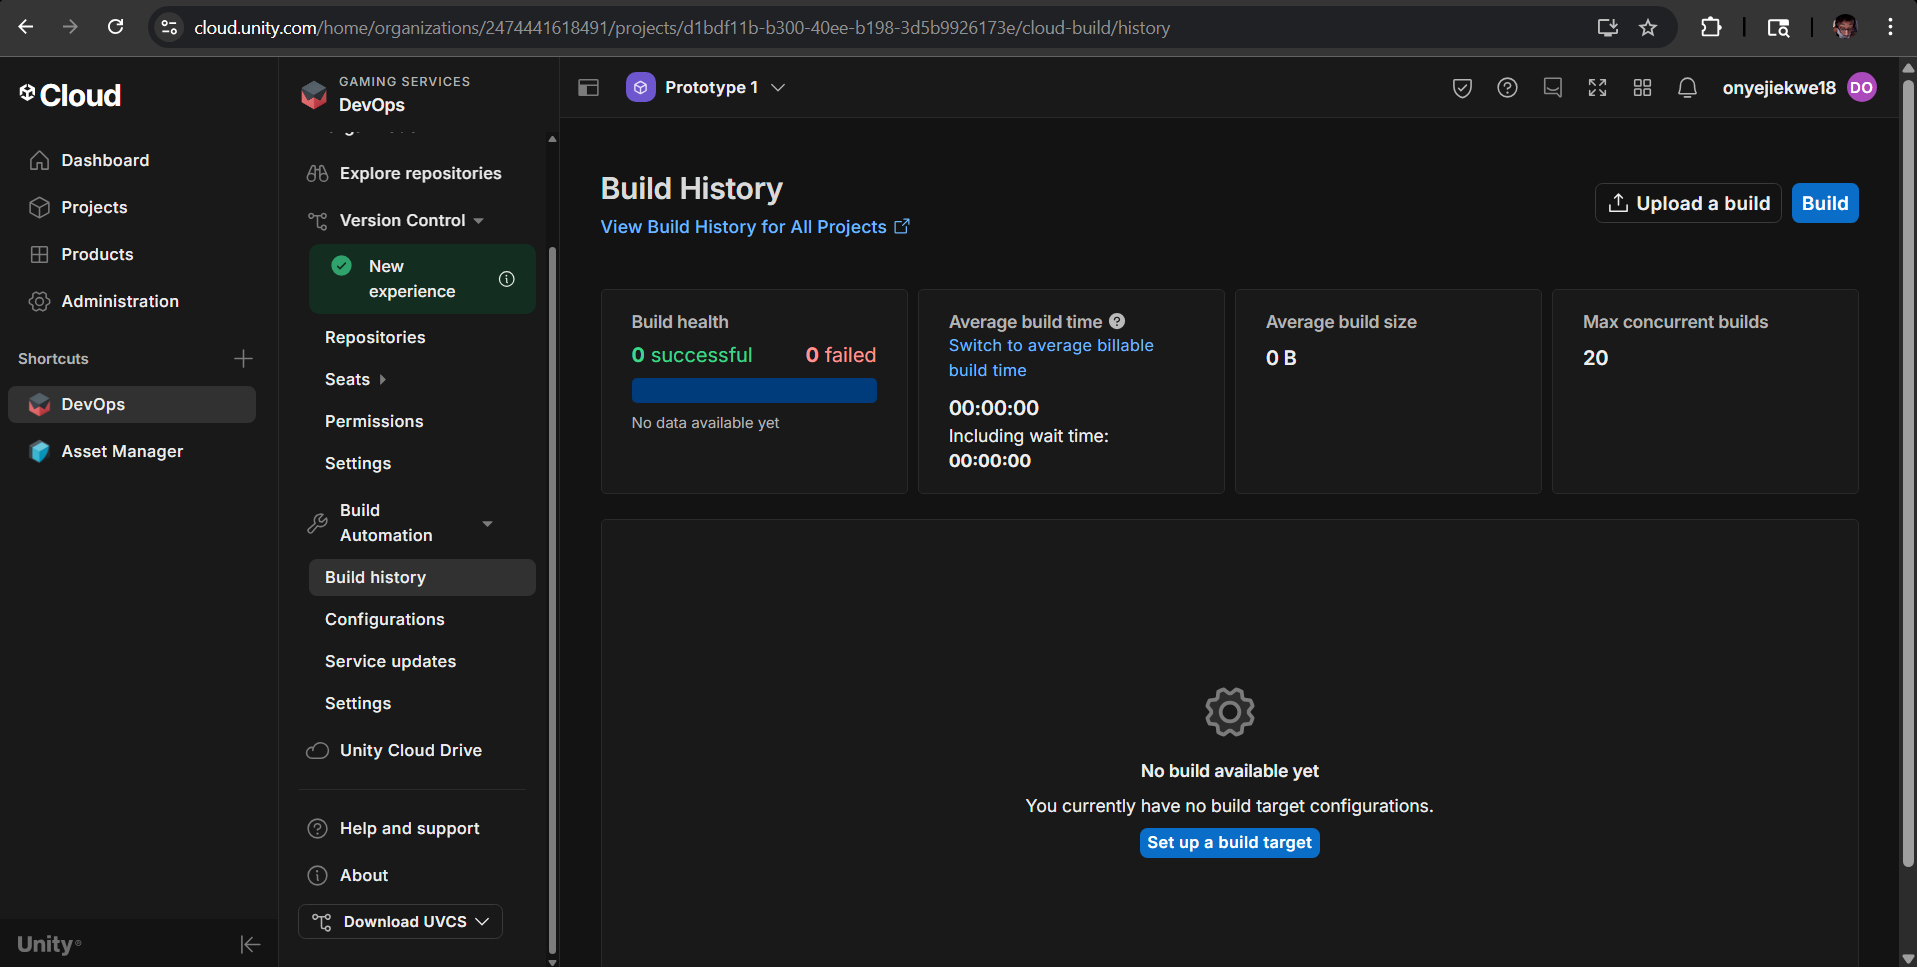 cloud.unity.com/home/organizations/2474441618491/projects/d1bdf11b-b300-40ee-b198-3d5b9926173e/cloud-build/history
Cloud
Dashboard
Projects
Products
Administration
Shortcuts
DevOps
Asset Manager
Unity
GAMING SERVICES
DevOps
Explore repositories
Version Control
New
experience
Repositories
Seats
Permissions
Settings
Build
Automation
Build history
Configurations
Service updates
Settings
Unity Cloud Drive
Help and support
About
Download UVCS
Prototype 1
onyejiekwe18
DO
Build History
View Build History for All Projects
Upload a build
Build
Build health
0 successful
0 failed
No data available yet
Average build time
Switch to average billable
build time
00:00:00
Including wait time:
00:00:00
Average build size
0 B
Max concurrent builds
20
No build available yet
You currently have no build target configurations.
Set up a build target